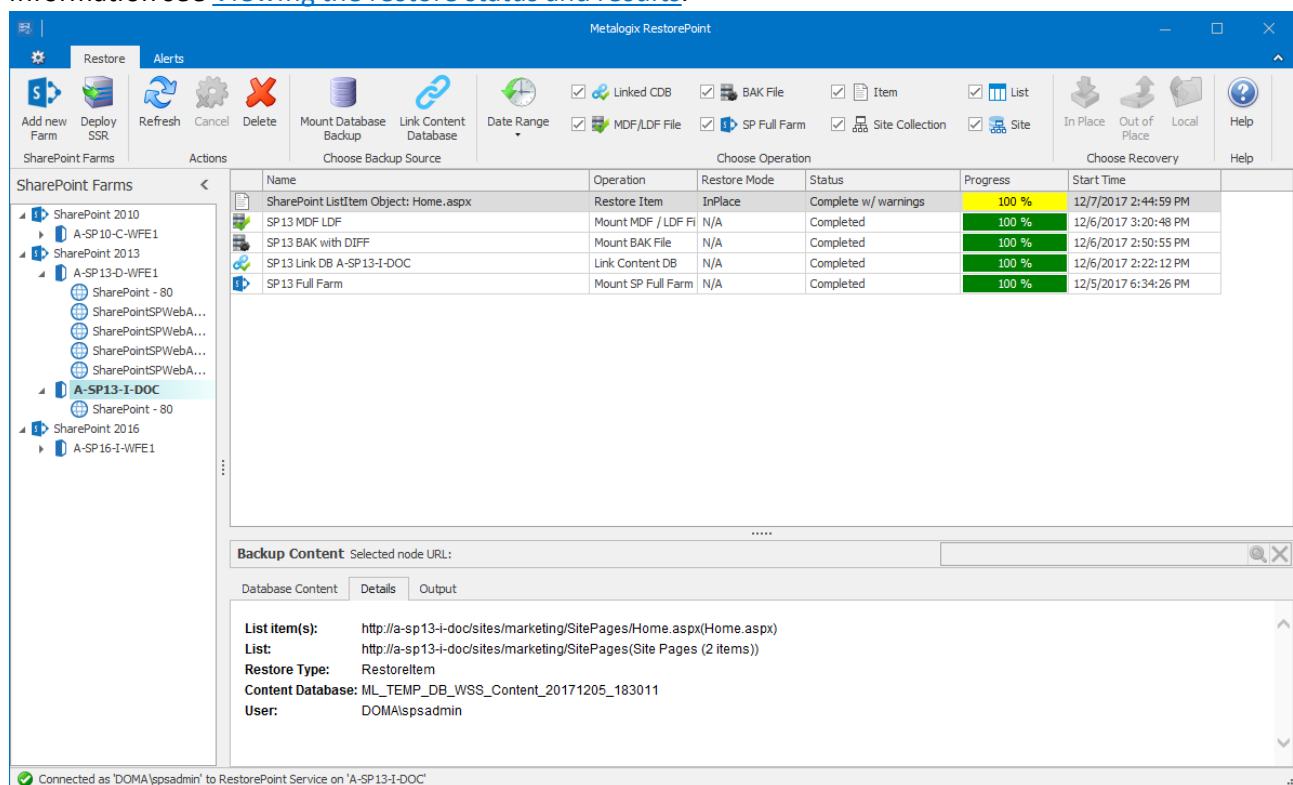 information see Viewing the restore status and results.
Metalogix RestorePoint
Restore Alerts
Add new Farm Deploy SSR Refresh Cancel Delete Mount Database Backup Link Content Database Date Range
Linked CDB BAK File Item List
MDF/LDF File SP Full Farm Site Collection Site
In Place Out of Place Local Help
SharePoint Farms Actions Choose Backup Source Choose Operation Choose Recovery Help
SharePoint Farms
SharePoint 2010
A-SP10-C-WFE1
SharePoint 2013
A-SP13-D-WFE1
SharePoint - 80
SharePointSPWebA...
SharePointSPWebA...
SharePointSPWebA...
SharePointSPWebA...
A-SP13-I-DOC
SharePoint - 80
SharePoint 2016
A-SP16-I-WFE1
Name Operation Restore Mode Status Progress Start Time
SharePoint ListItem Object: Home.aspx Restore Item InPlace Complete w/ warnings 100 % 12/7/2017 2:44:59 PM
SP13 MDF LDF Mount MDF / LDF Fi N/A Completed 100 % 12/6/2017 3:20:48 PM
SP13 BAK with DIFF Mount BAK File N/A Completed 100 % 12/6/2017 2:50:55 PM
SP13 Link DB A-SP13-I-DOC Link Content DB N/A Completed 100 % 12/6/2017 2:22:12 PM
SP13 Full Farm Mount SP Full Farm N/A Completed 100 % 12/5/2017 6:34:26 PM
Backup Content Selected node URL:
Database Content Details Output
List item(s): http://a-sp13-i-doc/sites/marketing/SitePages/Home.aspx(Home.aspx)
List: http://a-sp13-i-doc/sites/marketing/SitePages(Site Pages (2 items))
Restore Type: RestoreItem
Content Database: ML_TEMP_DB_WSS_Content_20171205_183011
User: DOMA\spsadmin
Connected as 'DOMA\spsadmin' to RestorePoint Service on 'A-SP13-I-DOC'